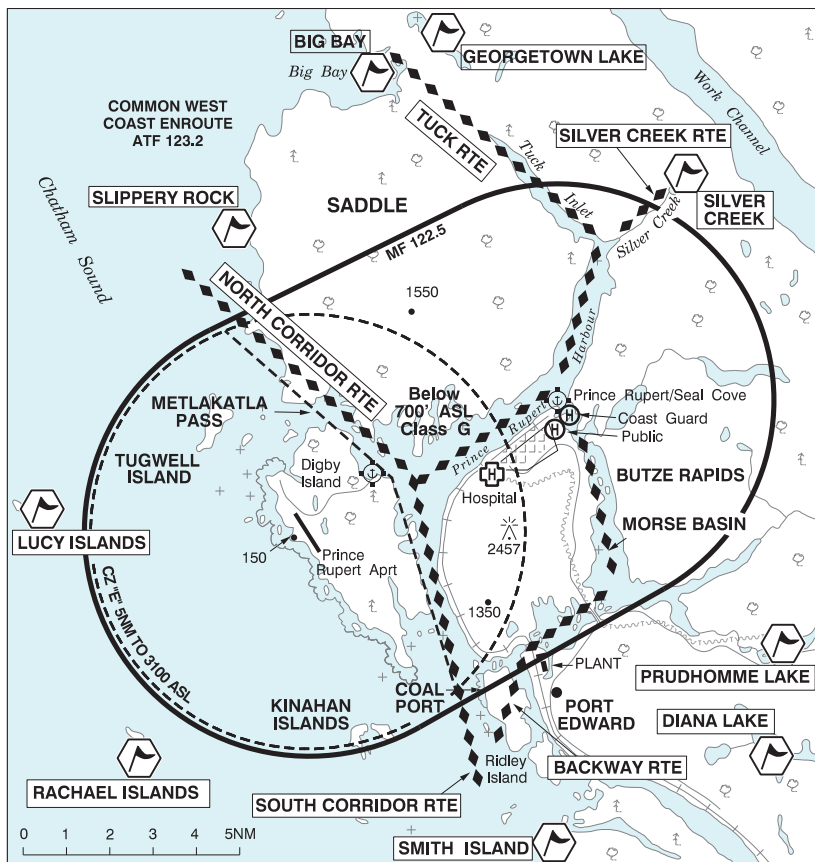 BIG BAY
Big Bay
GEORGETOWN LAKE
Work Channel
COMMON WEST
COAST ENROUTE
ATF 123.2
TUCK RTE
Tuck
Inlet
SILVER CREEK RTE
SILVER
CREEK
Silver Creek
Chatham Sound
SLIPPERY ROCK
SADDLE
MF 122.5
NORTH CORRIDOR RTE
1550
Harbour
METLAKATLA
PASS
Below
700' ASL
Class G
Prince Rupert
Prince Rupert/Seal Cove
H
Coast Guard
H
Public
TUGWELL
ISLAND
Digby
Island
H
Hospital
BUTZE RAPIDS
MORSE BASIN
LUCY ISLANDS
150
Prince
Rupert Aprt
2457
1350
CZ "E" 5NM TO 3100 ASL
PLANT
PRUDHOMME LAKE
KINAHAN
ISLANDS
COAL
PORT
PORT
EDWARD
DIANA LAKE
Ridley
Island
BACKWAY RTE
RACHAEL ISLANDS
SOUTH CORRIDOR RTE
SMITH ISLAND
0 1 2 3 4 5NM